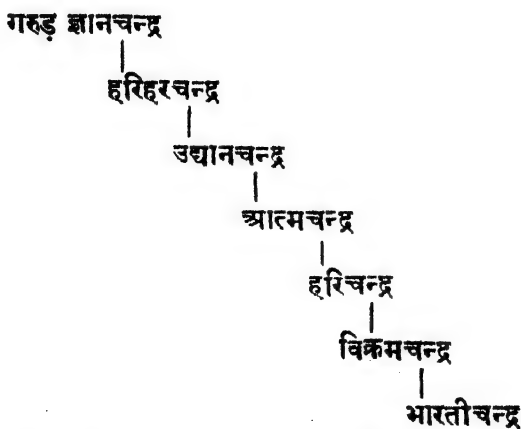 गरुड़ ज्ञानचन्द्र
हरिहरचन्द्र
उद्यानचन्द्र
आत्मचन्द्र
हरिचन्द्र
विक्रमचन्द्र
भारतीचन्द्र